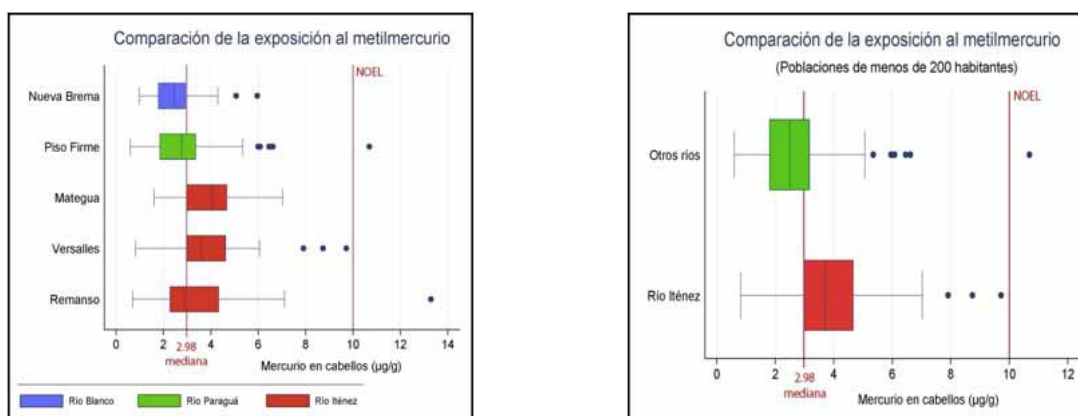 Comparación de la exposición al metilmercurio
NOEL
Nueva Brema
Piso Firme
Mategua
Versalles
Remanso
0 2 4 6 8 10 12 14
2.98
mediana
Mercurio en cabellos (µg/g)
Río Blanco Río Paraguá Río Iténez
Comparación de la exposición al metilmercurio
(Poblaciones de menos de 200 habitantes)
NOEL
Otros ríos
Río Iténez
0 2 4 6 8 10 12
2.98
mediana
Mercurio en cabellos (µg/g)